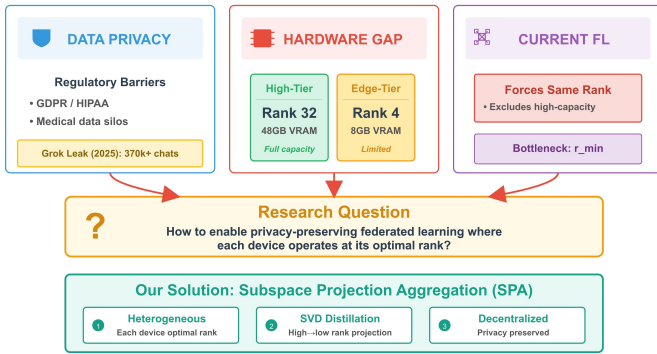 DATA PRIVACY
Regulatory Barriers
• GDPR / HIPAA
• Medical data silos
Grok Leak (2025): 370k+ chats
HARDWARE GAP
High-Tier
Rank 32
48GB VRAM
Full capacity
Edge-Tier
Rank 4
8GB VRAM
Limited
CURRENT FL
Forces Same Rank
• Excludes high-capacity
Bottleneck: r_min
?
Research Question
How to enable privacy-preserving federated learning where
each device operates at its optimal rank?
Our Solution: Subspace Projection Aggregation (SPA)
1
Heterogeneous
Each device optimal rank
2
SVD Distillation
High→low rank projection
3
Decentralized
Privacy preserved